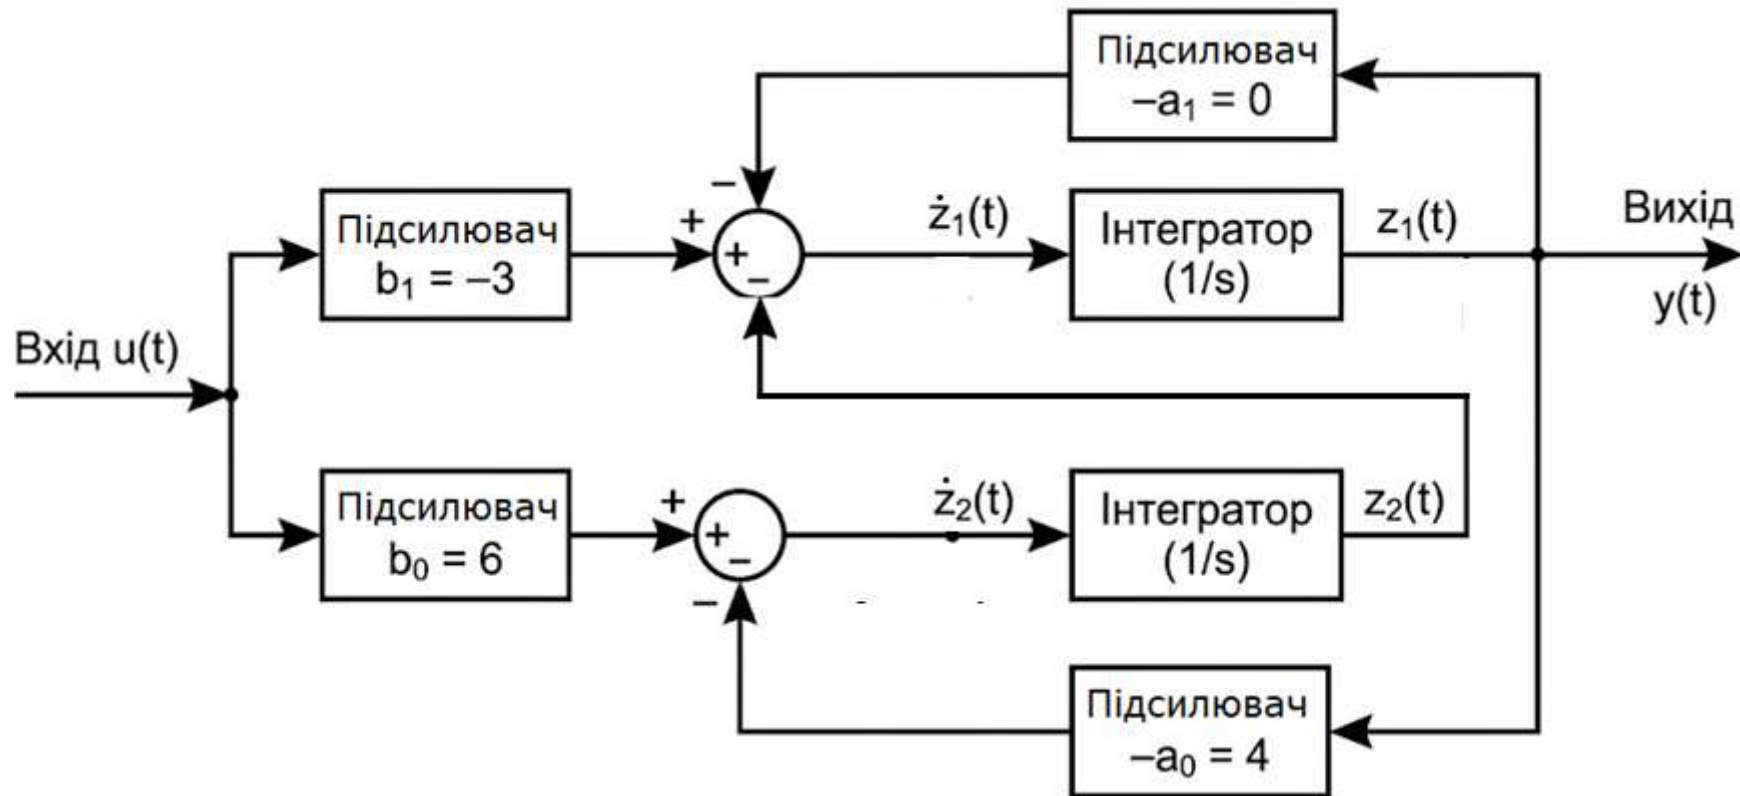 Підсилювач
–a₁ = 0
–
Підсилювач
b₁ = –3
+
+
–
ż₁(t)
Інтегратор
(1/s)
z₁(t)
Вихід
y(t)
Вхід u(t)
Підсилювач
b₀ = 6
+
+
–
–
ż₂(t)
Інтегратор
(1/s)
z₂(t)
Підсилювач
–a₀ = 4